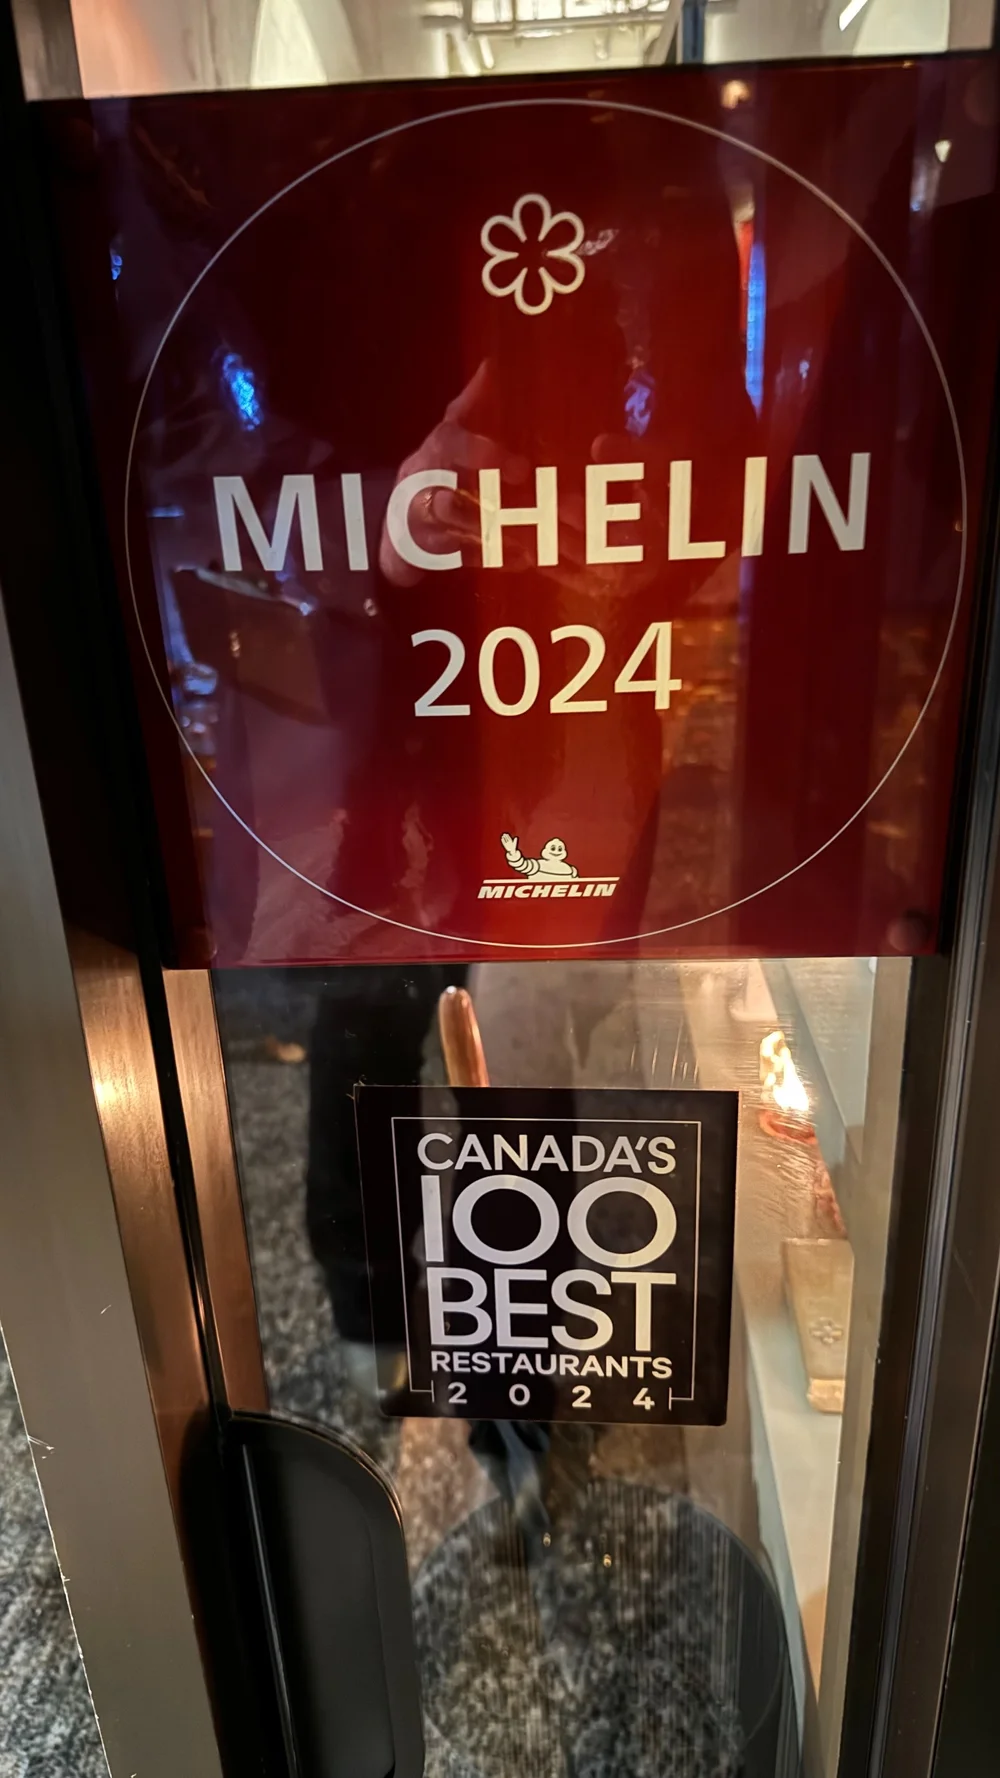 MICHELIN
2024
MICHELIN
CANADA'S
100
BEST
RESTAURANTS
2024